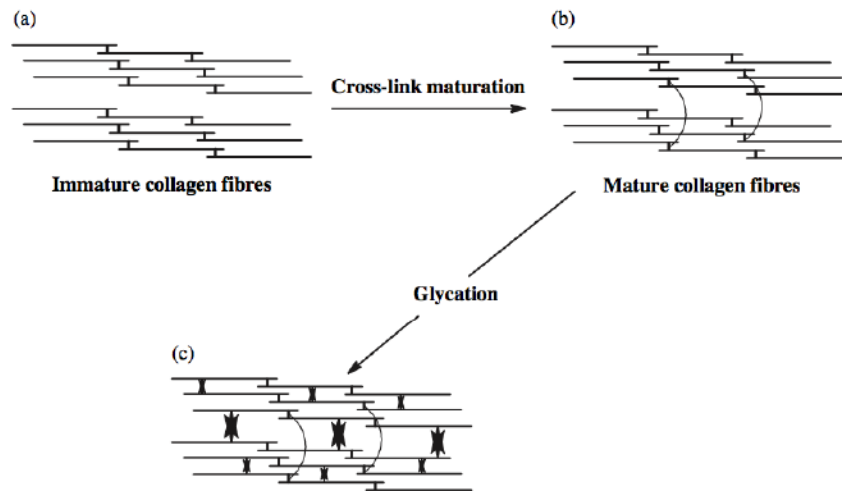 (a)
(b)
Cross-link maturation
Immature collagen fibres
Mature collagen fibres
Glycation
(c)